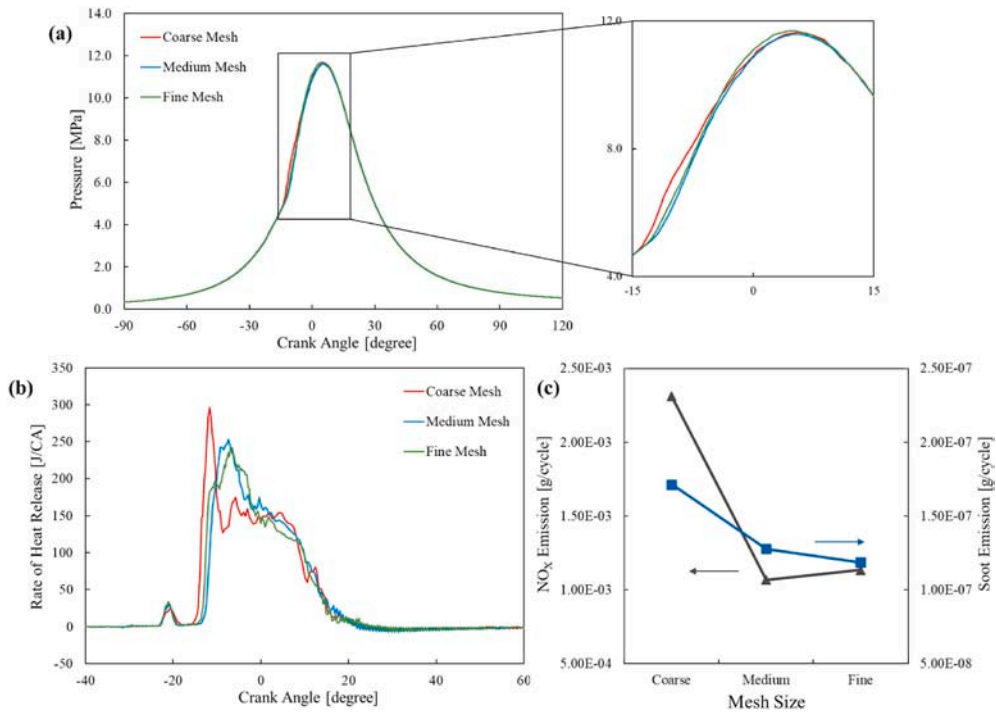 (a)
Coarse Mesh
Medium Mesh
Fine Mesh
Pressure [MPa]
14.0
12.0
10.0
8.0
6.0
4.0
2.0
0.0
-90 -60 -30 0 30 60 90 120
Crank Angle [degree]
12.0
8.0
4.0
-15 0 15
(b)
Coarse Mesh
Medium Mesh
Fine Mesh
Rate of Heat Release [J/CA]
350
300
250
200
150
100
50
0
-50
-40 -20 0 20 40 60
Crank Angle [degree]
(c)
NOX Emission [g/cycle]
2.50E-03
2.00E-03
1.50E-03
1.00E-03
5.00E-04
Soot Emission [g/cycle]
2.50E-07
2.00E-07
1.50E-07
1.00E-07
5.00E-08
Coarse Medium Fine
Mesh Size